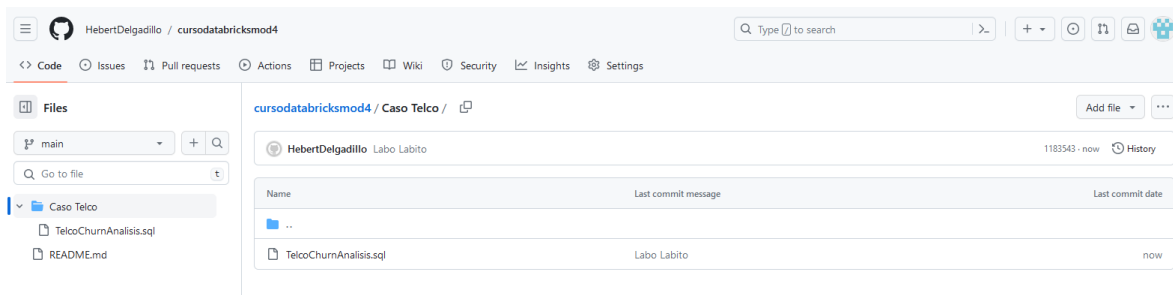 HebertDelgadillo / cursodatabricksmod4
Type / to search
Code Issues Pull requests Actions Projects Wiki Security Insights Settings
Files
main
Go to file t
Caso Telco
TelcoChurnAnalisis.sql
README.md
cursodatabricksmod4 / Caso Telco /
Add file
HebertDelgadillo Labo Labito
1183543 · now History
Name Last commit message Last commit date
..
TelcoChurnAnalisis.sql Labo Labito now